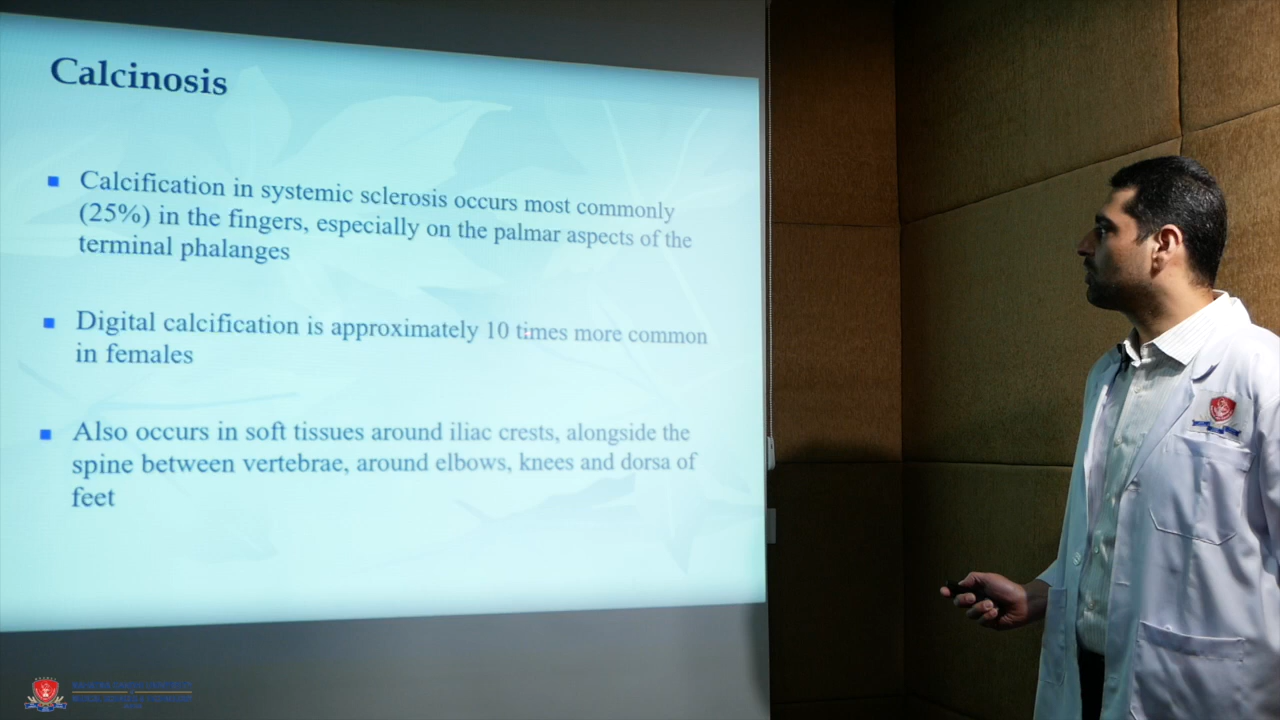 Calcinosis
Calcification in systemic sclerosis occurs most commonly
(25%) in the fingers, especially on the palmar aspects of the
terminal phalanges
Digital calcification is approximately 10 times more common
in females
Also occurs in soft tissues around iliac crests, alongside the
spine between vertebrae, around elbows, knees and dorsa of
feet